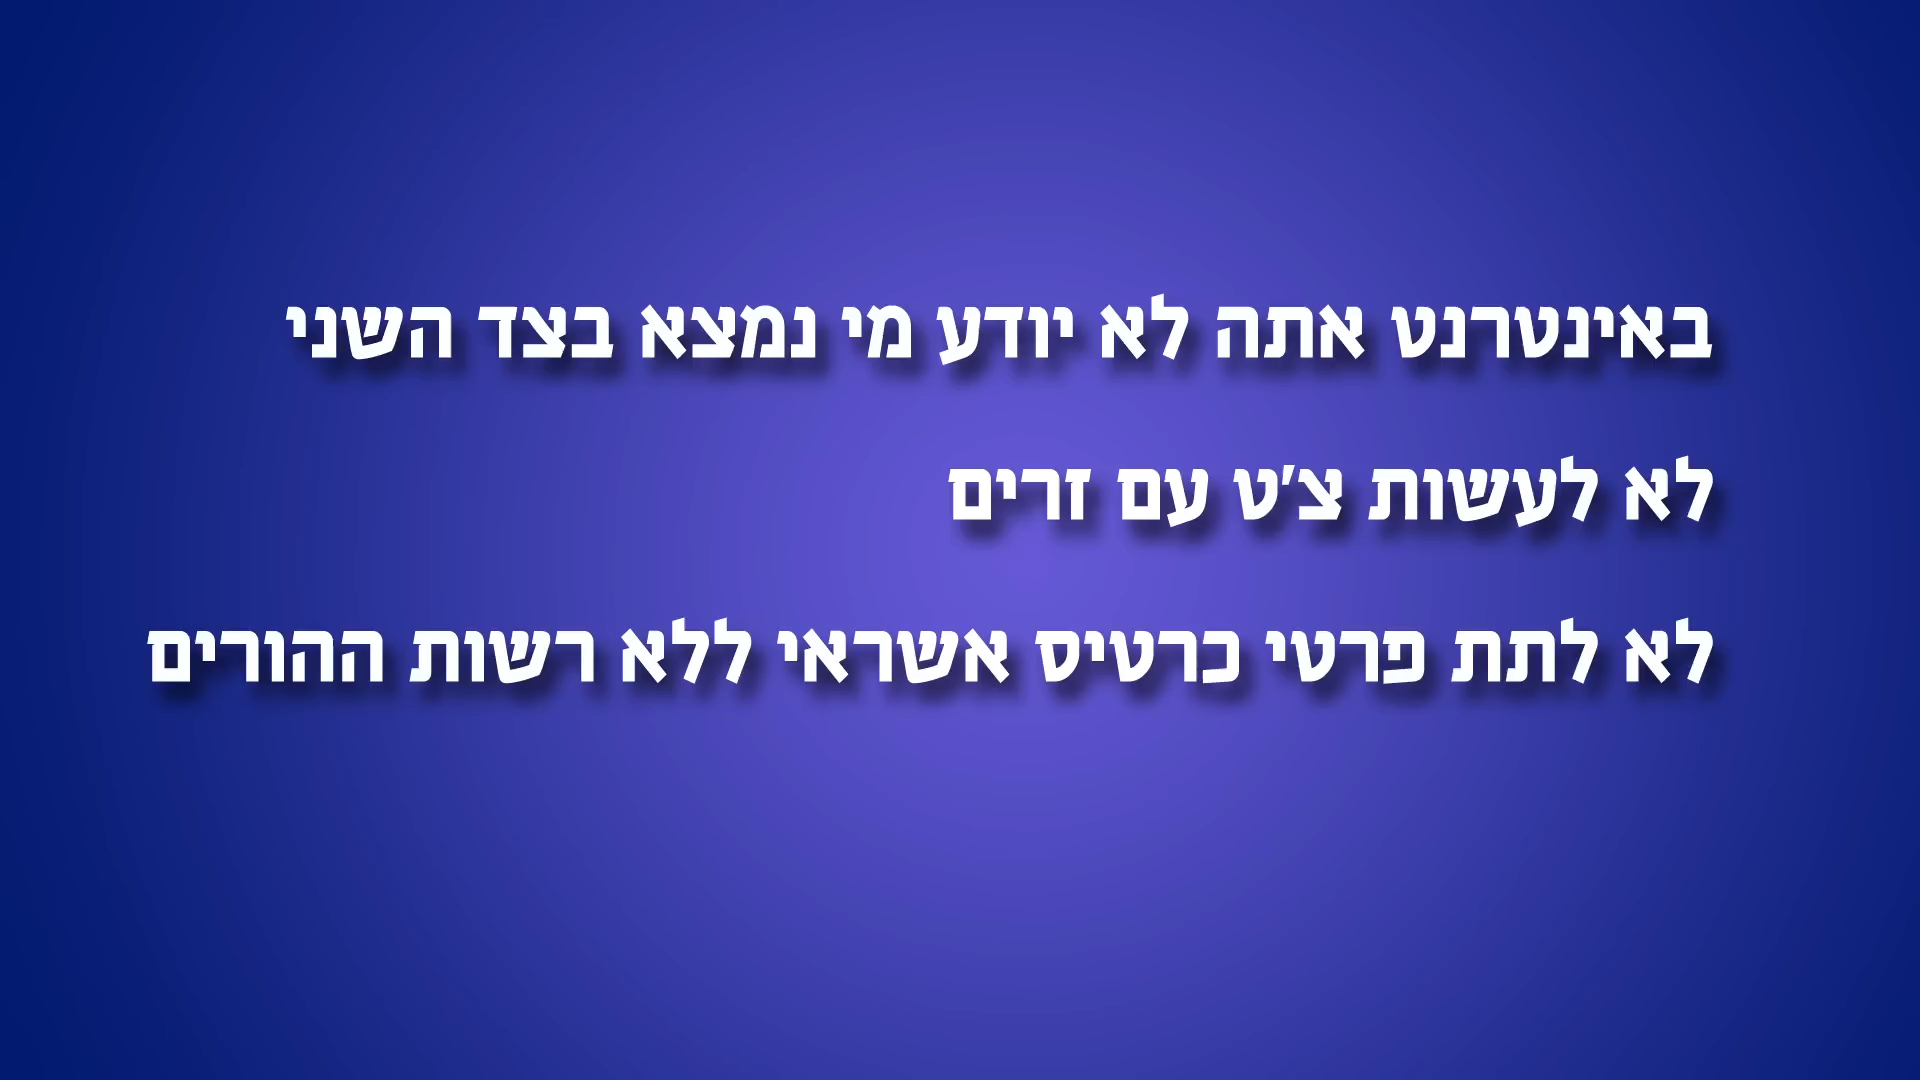 באינטרנט אתה לא יודע מי נמצא בצד השני
לא לעשות צ'ט עם זרים
לא לתת פרטי כרטיס אשראי ללא רשות ההורים